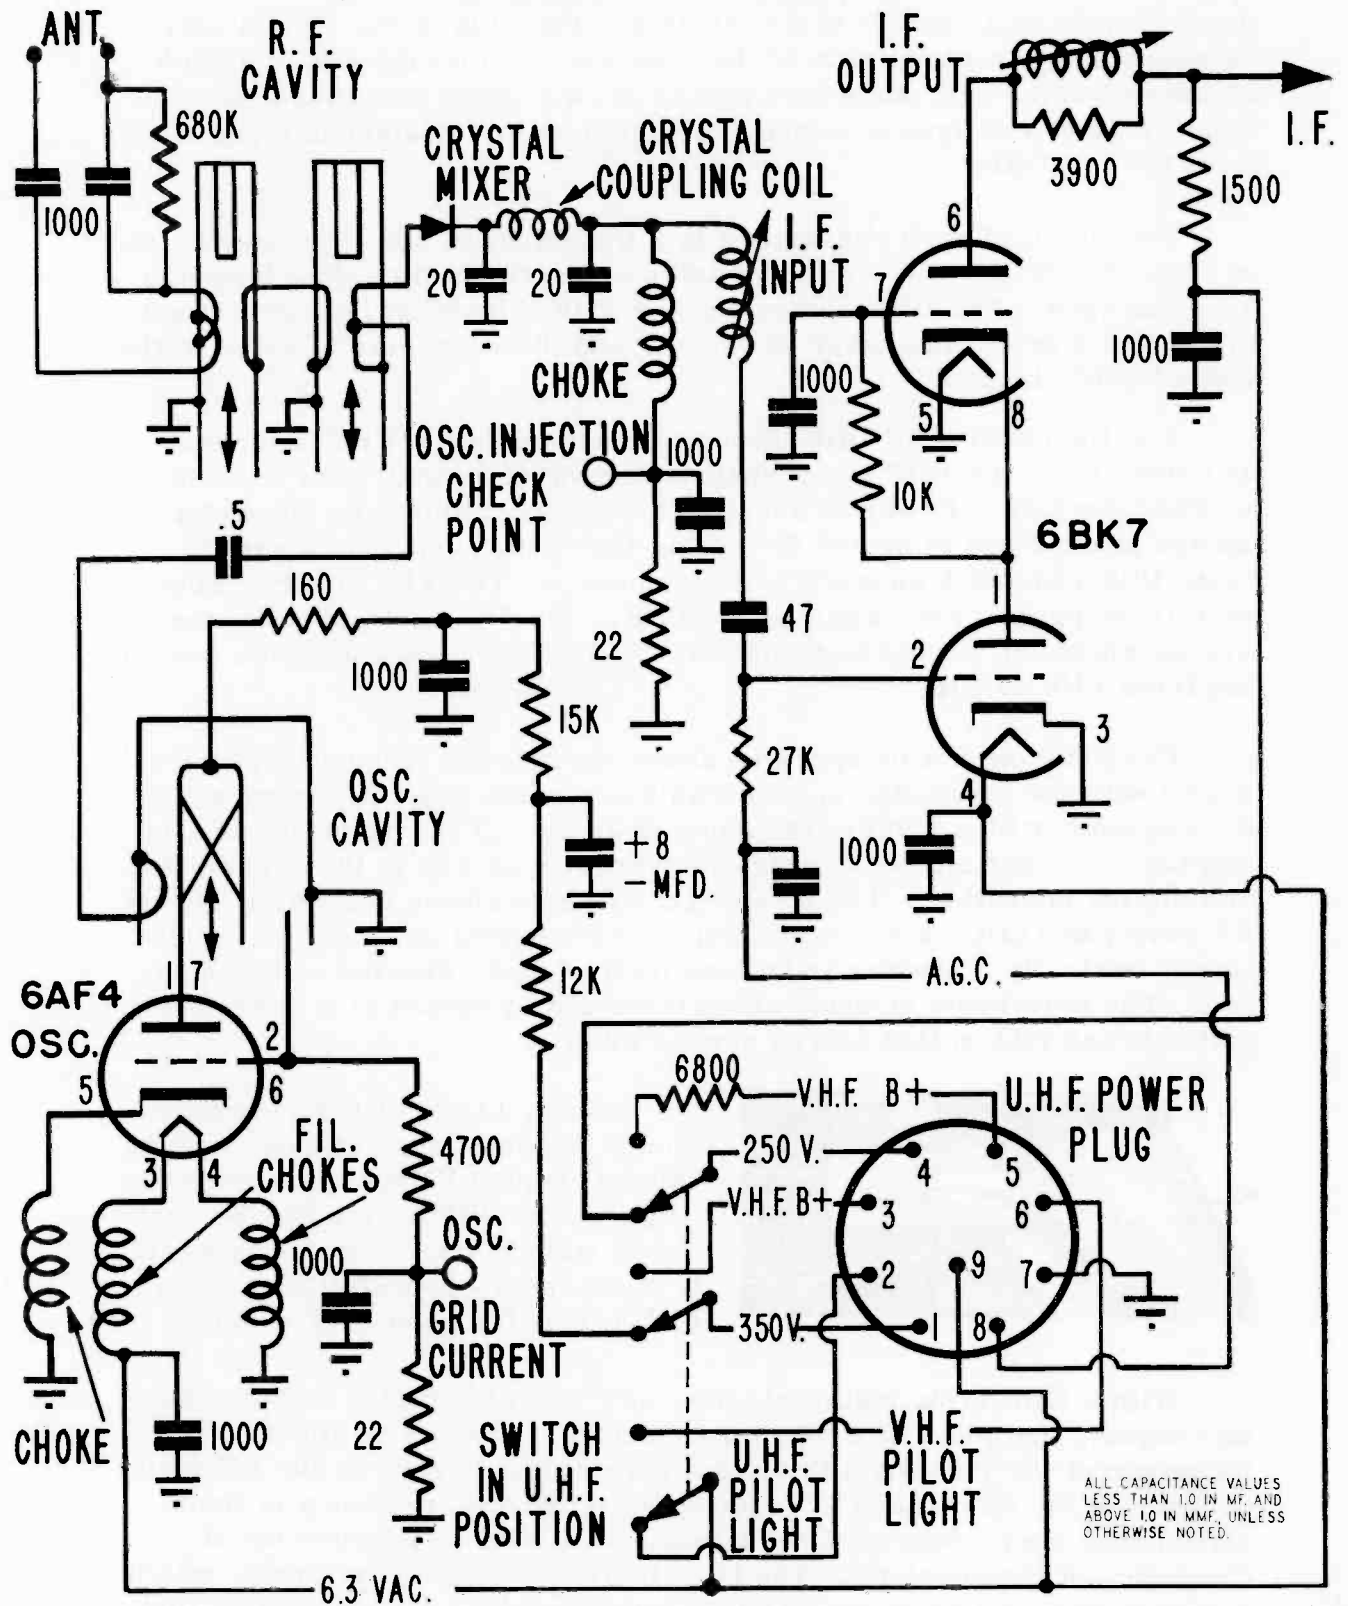 ANT.
R. F.
CAVITY
680K
1000
CRYSTAL
MIXER
CRYSTAL
COUPLING COIL
20
20
I. F.
INPUT
CHOKE
I.F.
OUTPUT
3900
I.F.
1500
6
7
1000
5
8
1000
10K
6BK7
OSC. INJECTION
CHECK
POINT
1000
.5
160
1000
15K
22
47
1
2
3
4
27K
1000
OSC.
CAVITY
+8
-MFD.
12K
A.G.C.
6AF4
OSC.
1
7
2
5
6
3
4
FIL.
CHOKES
4700
1000
OSC.
GRID
CURRENT
CHOKE
1000
22
6800
V.H.F. B+
U.H.F. POWER
PLUG
250 V.
V.H.F. B+
350V.
4
5
3
6
2
9
7
1
8
SWITCH
IN U.H.F.
POSITION
U.H.F.
PILOT
LIGHT
V.H.F.
PILOT
LIGHT
ALL CAPACITANCE VALUES
LESS THAN 1.0 IN MF. AND
ABOVE 1.0 IN MMF., UNLESS
OTHERWISE NOTED.
6.3 VAC.